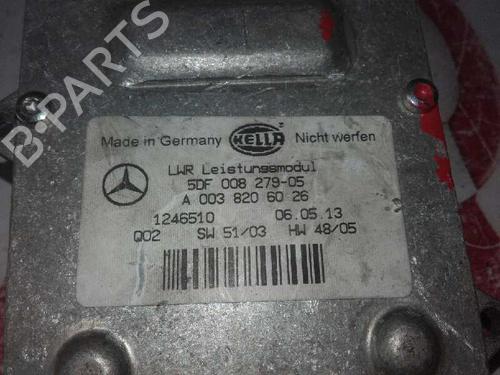 Made in Germany HELLA Nicht werfen
LWR Leistungsmodul
5DF 008 279-05
A 003 820 60 26
1246510 06.05.13
Q02 SW 51/03 HW 48/05
B-PARTS